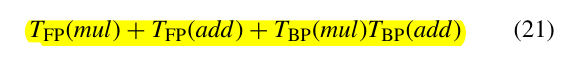 T_FP(mul) + T_FP(add) + T_BP(mul)T_BP(add) (21)